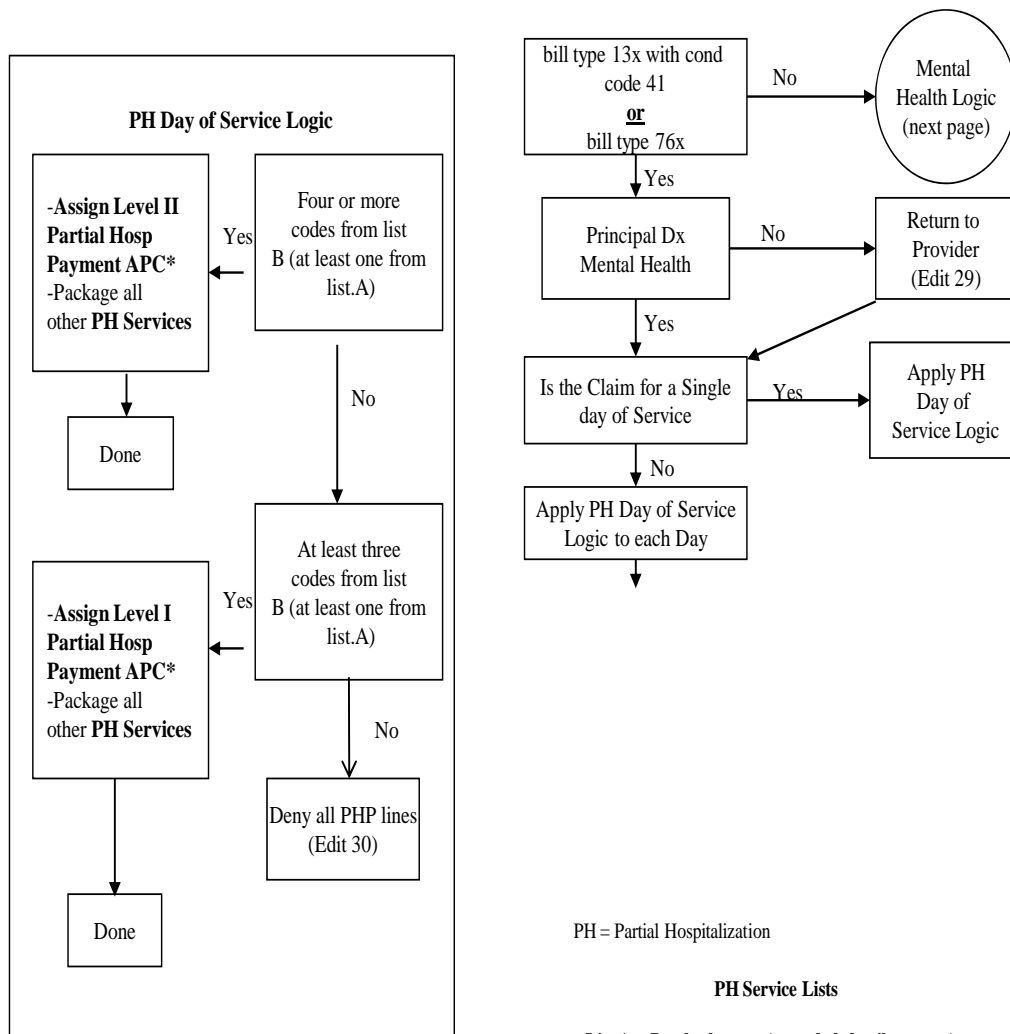 PH Day of Service Logic
-Assign Level II
Partial Hosp
Payment APC*
-Package all
other PH Services
Yes
Four or more
codes from list
B (at least one from
list.A)
No
Done
-Assign Level I
Partial Hosp
Payment APC*
-Package all
other PH Services
Yes
At least three
codes from list
B (at least one from
list.A)
No
Deny all PHP lines
(Edit 30)
Done
bill type 13x with cond
code 41
or
bill type 76x
No
Mental
Health Logic
(next page)
Yes
Principal Dx
Mental Health
No
Return to
Provider
(Edit 29)
Yes
Is the Claim for a Single
day of Service
Yes
Apply PH
Day of
Service Logic
No
Apply PH Day of Service
Logic to each Day
PH = Partial Hospitalization
PH Service Lists